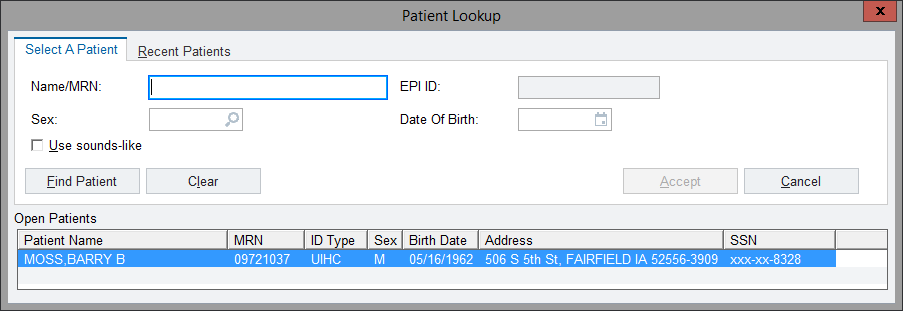 Patient Lookup
x
Select A Patient Recent Patients
Name/MRN: EPI ID:
Sex: Date Of Birth:
Use sounds-like
Find Patient Clear Accept Cancel
Open Patients
Patient Name MRN ID Type Sex Birth Date Address SSN
MOSS,BARRY B 09721037 UIHC M 05/16/1962 506 S 5th St, FAIRFIELD IA 52556-3909 xxx-xx-8328